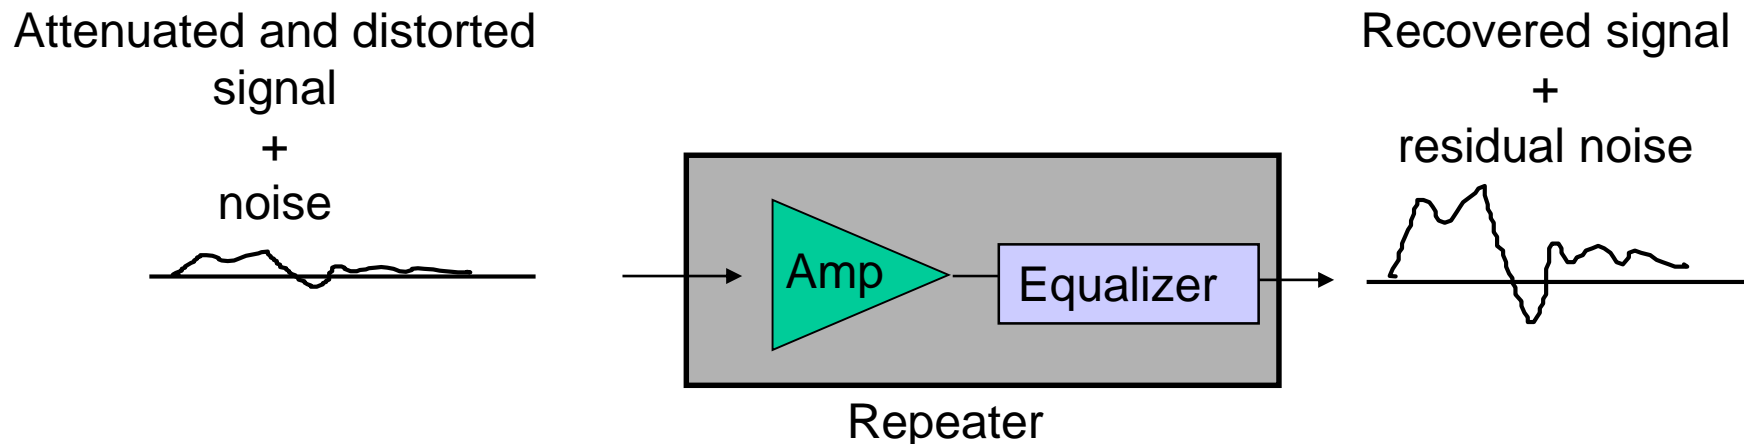 Attenuated and distorted
signal
+
noise
Amp
Equalizer
Repeater
Recovered signal
+
residual noise